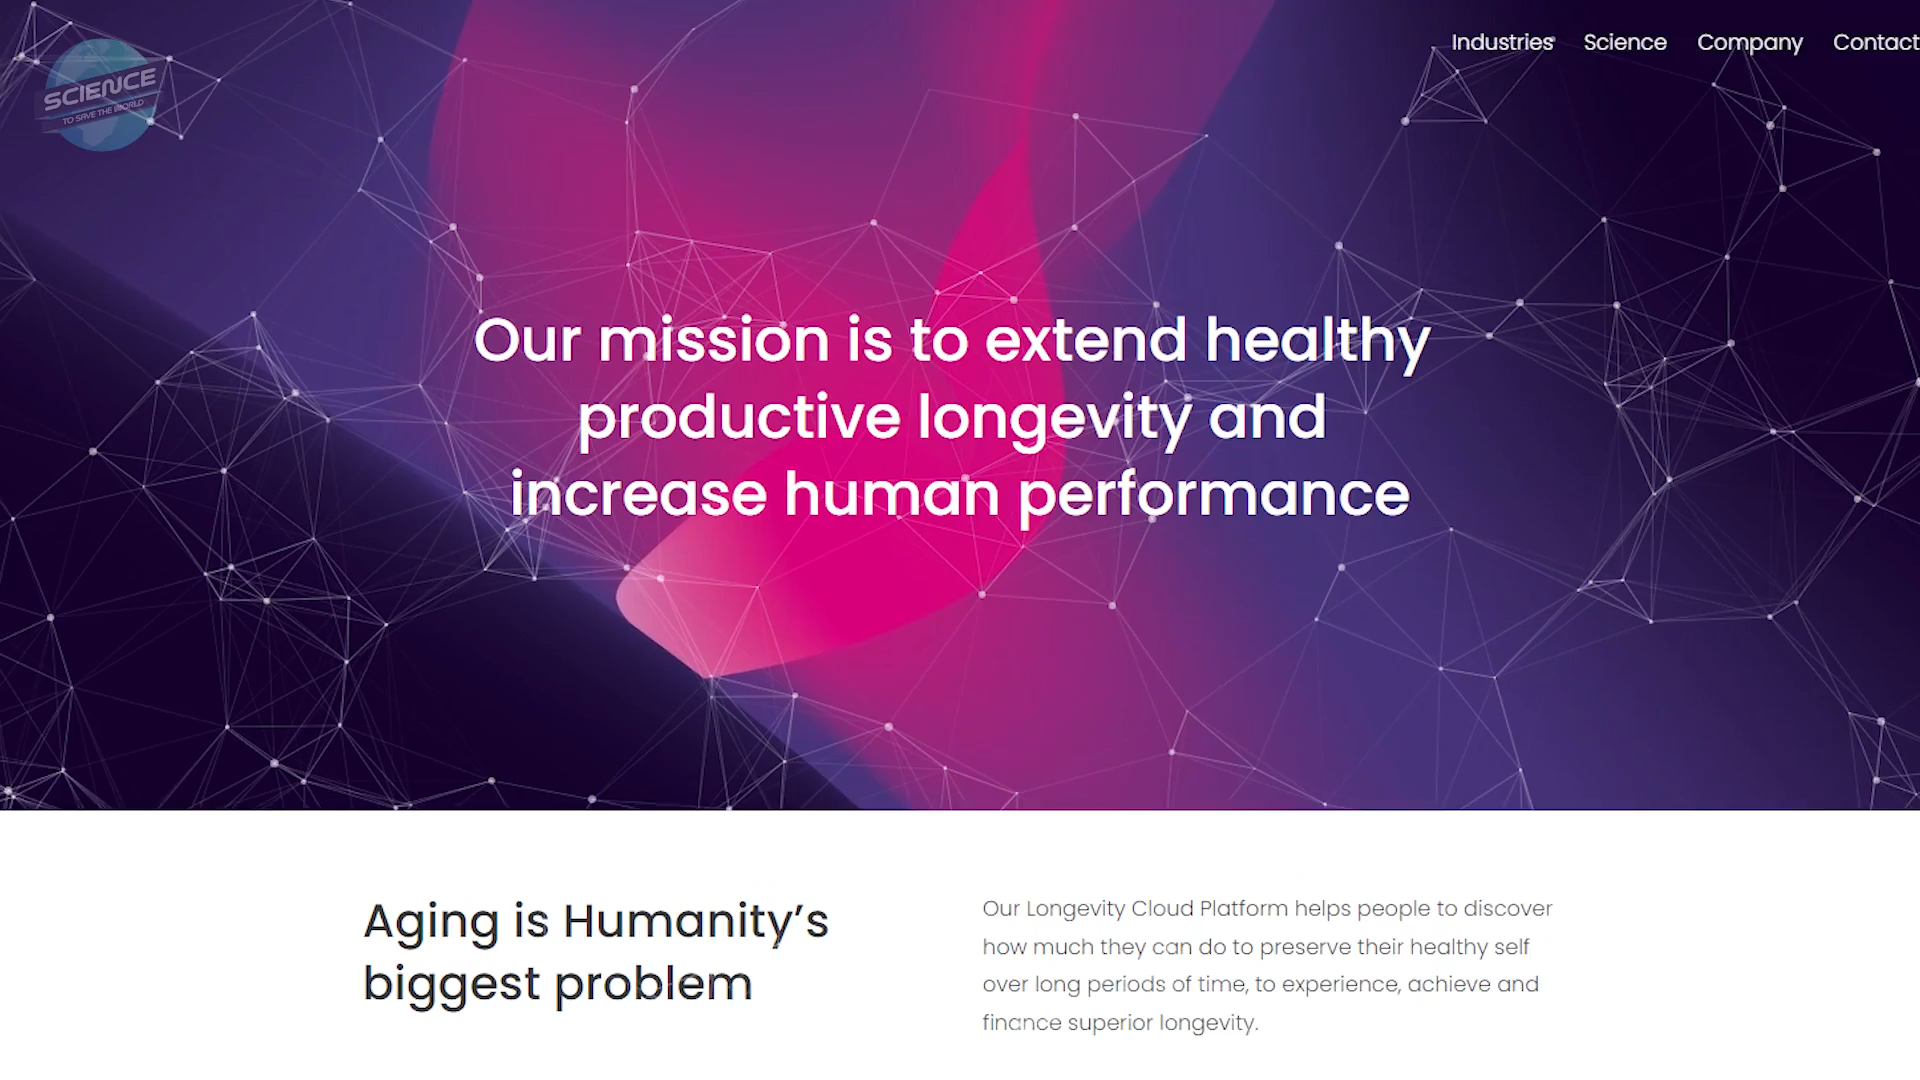 SCIENCE
TO SAVE THE WORLD
Industries Science Company Contact
Our mission is to extend healthy
productive longevity and
increase human performance
Aging is Humanity’s
biggest problem
Our Longevity Cloud Platform helps people to discover
how much they can do to preserve their healthy self
over long periods of time, to experience, achieve and
finance superior longevity.